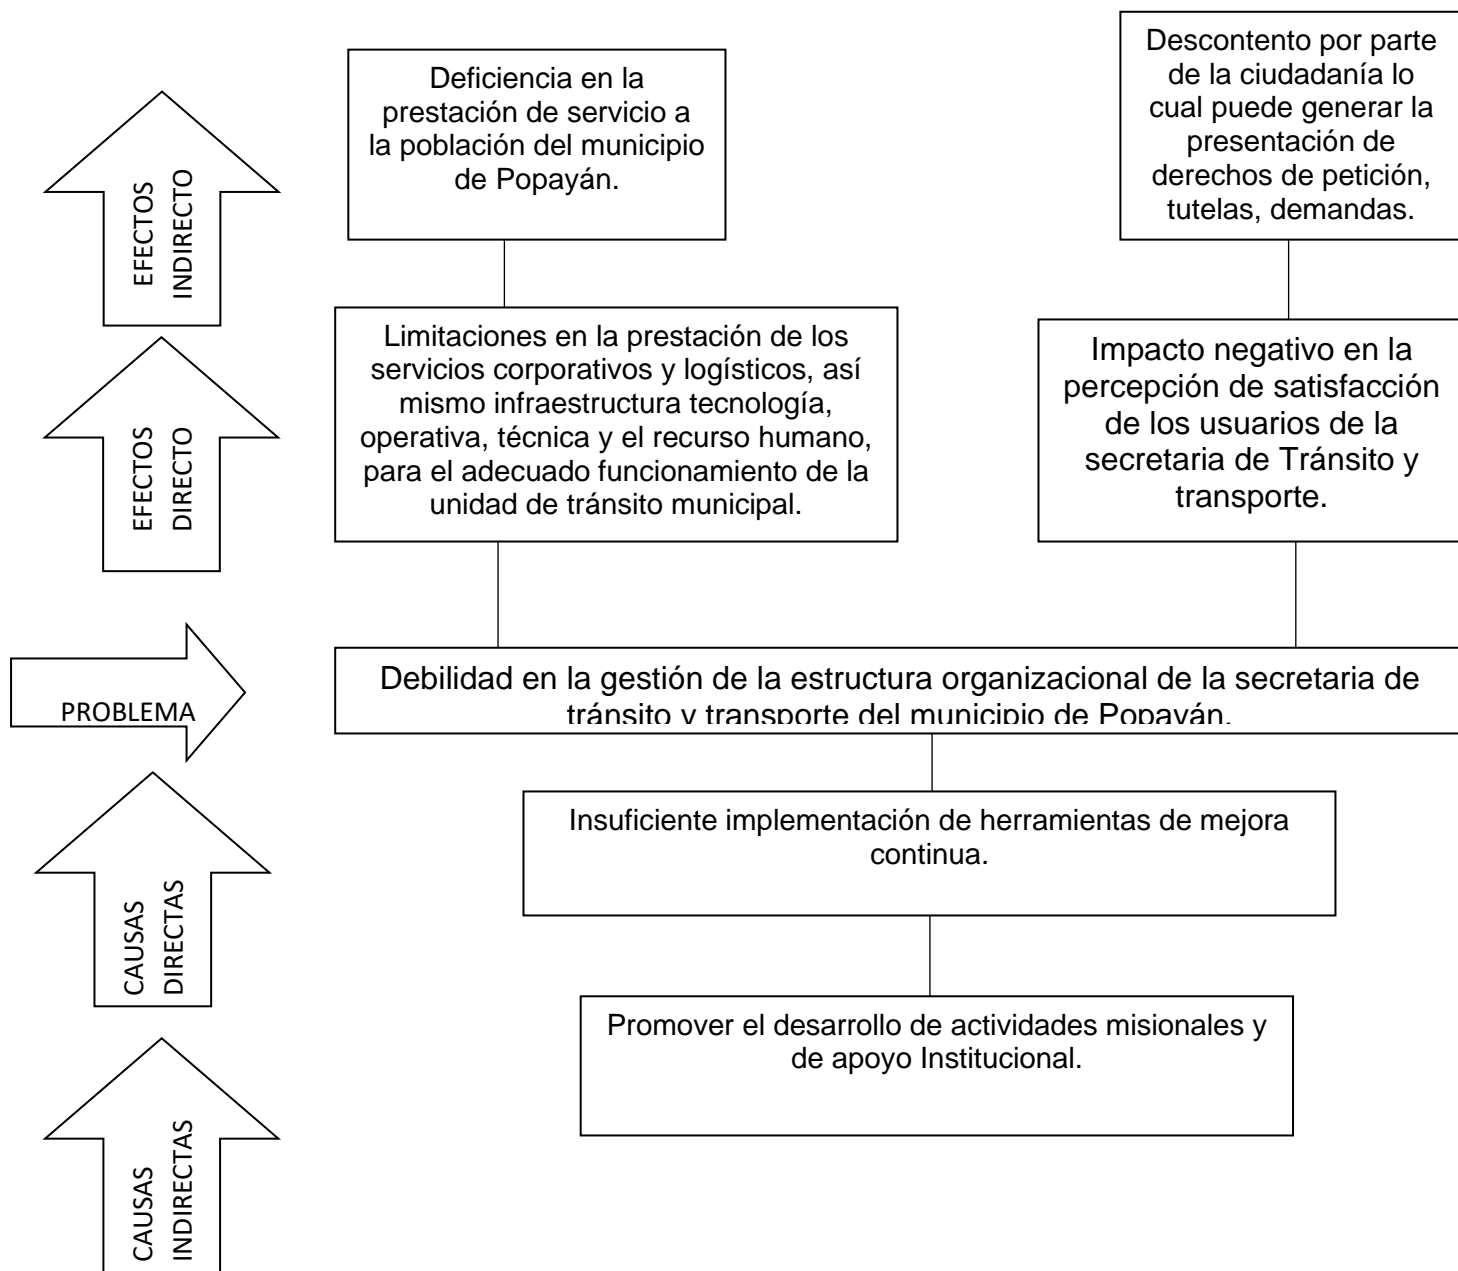 EFECTOS
INDIRECTO
Deficiencia en la
prestación de servicio a
la población del municipio
de Popayán.
Descontento por parte
de la ciudadanía lo
cual puede generar la
presentación de
derechos de petición,
tutelas, demandas.
EFECTOS
DIRECTO
Limitaciones en la prestación de los
servicios corporativos y logísticos, así
mismo infraestructura tecnología,
operativa, técnica y el recurso humano,
para el adecuado funcionamiento de la
unidad de tránsito municipal.
Impacto negativo en la
percepción de satisfacción
de los usuarios de la
secretaria de Tránsito y
transporte.
PROBLEMA
Debilidad en la gestión de la estructura organizacional de la secretaria de
tránsito y transporte del municipio de Popayán.
CAUSAS
DIRECTAS
Insuficiente implementación de herramientas de mejora
continua.
CAUSAS
INDIRECTAS
Promover el desarrollo de actividades misionales y
de apoyo Institucional.